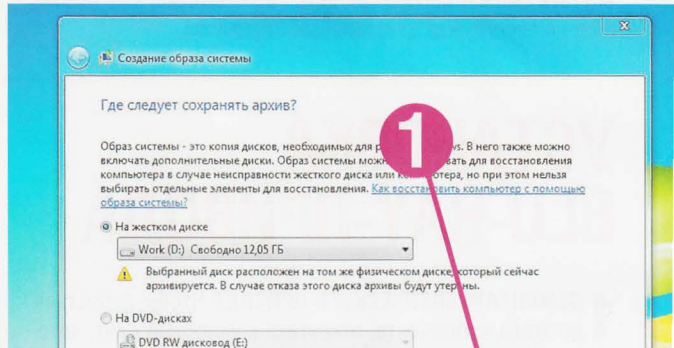 Создание образа системы
1
Где следует сохранять архив?
Образ системы - это копия дисков, необходимых для р vs. В него также можно
включать дополнительные диски. Образ системы мож вать для восстановления
компьютера в случае неисправности жесткого диска или ко тера, но при этом нельзя
выбирать отдельные элементы для восстановления. Как восстановить компьютер с помощью
образа системы?
На жестком диске
Work (D:) Свободно 12,05 ГБ
Выбранный диск расположен на том же физическом диске, который сейчас
архивируется. В случае отказа этого диска архивы будут утеряны.
На DVD-дисках
DVD RW дисковод (E:)